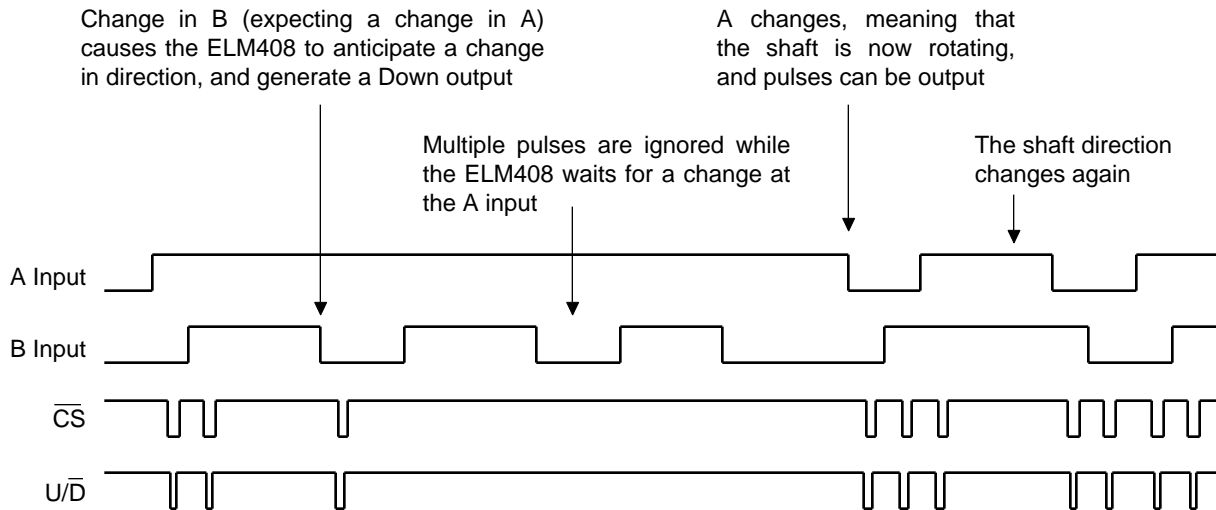 Change in B (expecting a change in A)
causes the ELM408 to anticipate a change
in direction, and generate a Down output
A changes, meaning that
the shaft is now rotating,
and pulses can be output
Multiple pulses are ignored while
the ELM408 waits for a change at
the A input
The shaft direction
changes again
A Input
B Input
C̅S̅
U/D̅